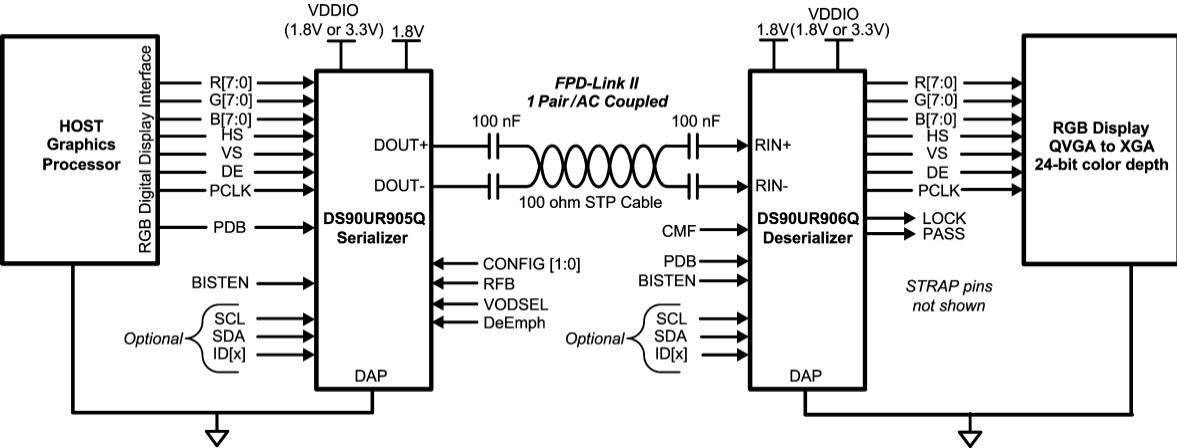 VDDIO
(1.8V or 3.3V)
1.8V
VDDIO
1.8V
(1.8V or 3.3V)
HOST
Graphics
Processor
RGB Digital Display Interface
R[7:0]
G[7:0]
B[7:0]
HS
VS
DE
PCLK
PDB
BISTEN
Optional
SCL
SDA
ID[x]
DOUT+
DOUT-
DS90UR905Q
Serializer
DAP
CONFIG [1:0]
RFB
VODSEL
DeEmph
FPD-Link II
1 Pair /AC Coupled
100 nF
100 nF
100 ohm STP Cable
RIN+
RIN-
DS90UR906Q
Deserializer
DAP
CMF
PDB
BISTEN
Optional
SCL
SDA
ID[x]
R[7:0]
G[7:0]
B[7:0]
HS
VS
DE
PCLK
LOCK
PASS
STRAP pins
not shown
RGB Display
QVGA to XGA
24-bit color depth